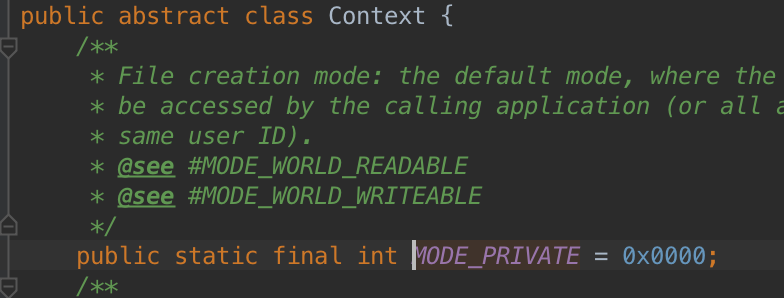 public abstract class Context {
/**
* File creation mode: the default mode, where the
* be accessed by the calling application (or all
* same user ID).
* @see #MODE_WORLD_READABLE
* @see #MODE_WORLD_WRITEABLE
*/
public static final int MODE_PRIVATE = 0x0000;
/**